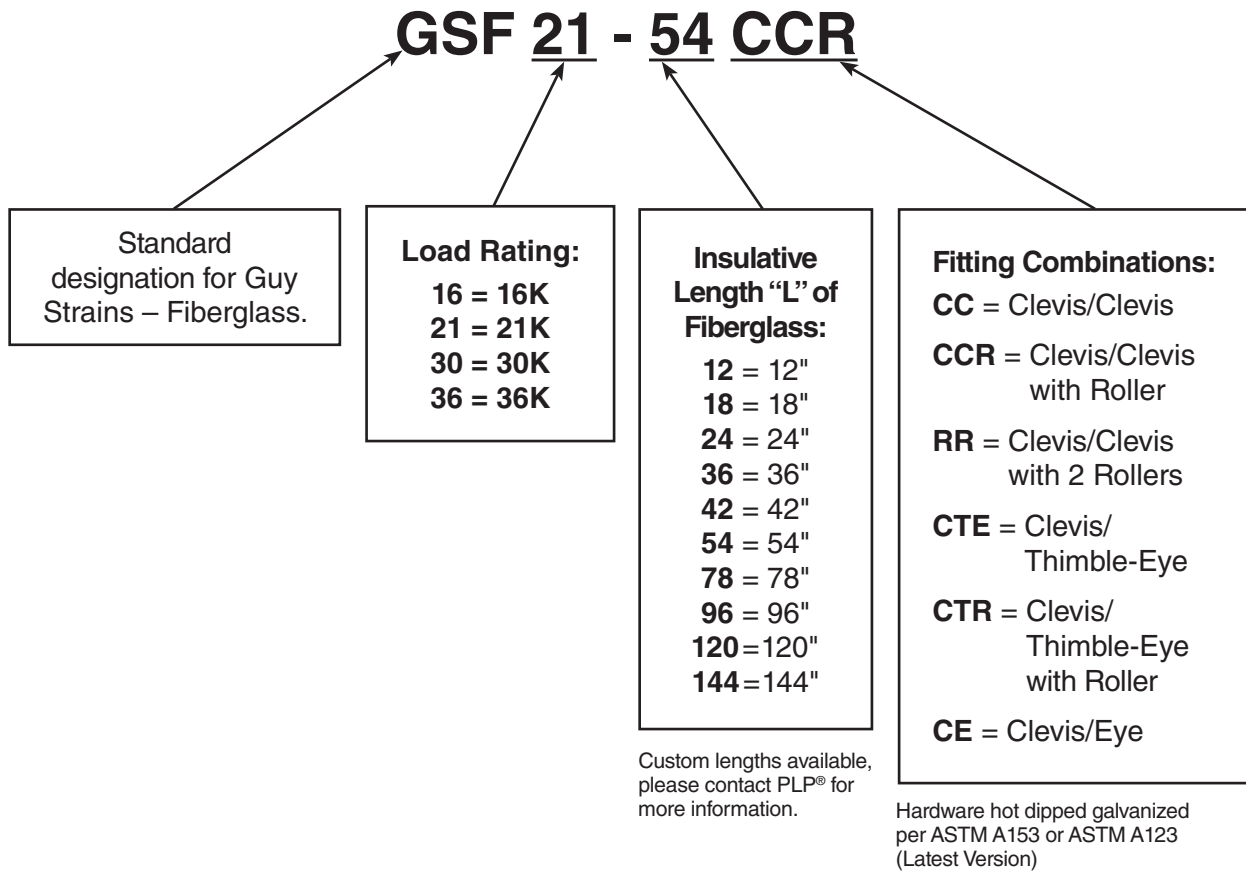 GSF 21 - 54 CCR
Standard
designation for Guy
Strains – Fiberglass.
Load Rating:
16 = 16K
21 = 21K
30 = 30K
36 = 36K
Insulative
Length “L” of
Fiberglass:
12 = 12"
18 = 18"
24 = 24"
36 = 36"
42 = 42"
54 = 54"
78 = 78"
96 = 96"
120=120"
144=144"
Custom lengths available,
please contact PLP® for
more information.
Fitting Combinations:
CC = Clevis/Clevis
CCR = Clevis/Clevis
with Roller
RR = Clevis/Clevis
with 2 Rollers
CTE = Clevis/
Thimble-Eye
CTR = Clevis/
Thimble-Eye
with Roller
CE = Clevis/Eye
Hardware hot dipped galvanized
per ASTM A153 or ASTM A123
(Latest Version)